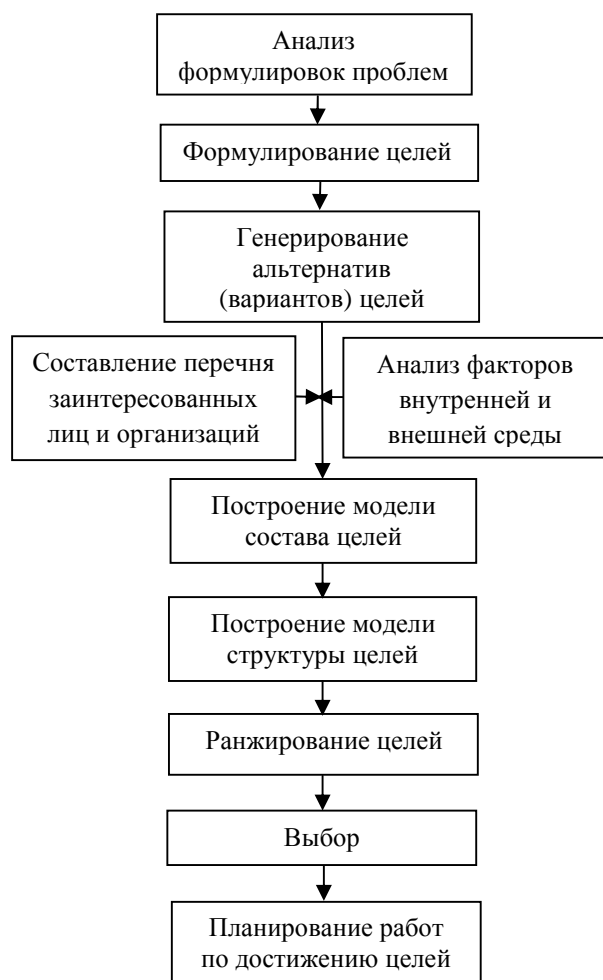 Анализ
формулировок проблем
Формулирование целей
Генерирование
альтернатив
(вариантов) целей
Составление перечня
заинтересованных
лиц и организаций
Анализ факторов
внутренней и
внешней среды
Построение модели
состава целей
Построение модели
структуры целей
Ранжирование целей
Выбор
Планирование работ
по достижению целей